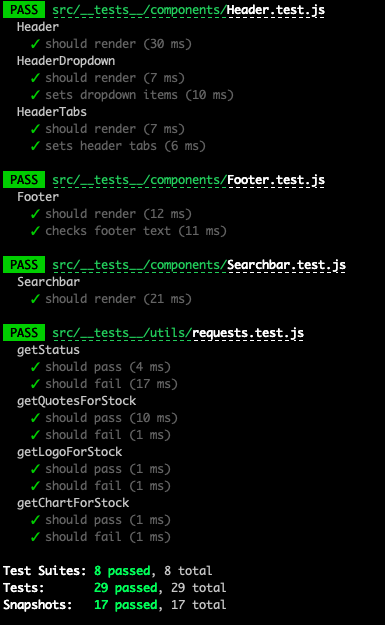 PASS src/__tests__/components/Header.test.js
Header
✓ should render (30 ms)
HeaderDropdown
✓ should render (7 ms)
✓ sets dropdown items (10 ms)
HeaderTabs
✓ should render (7 ms)
✓ sets header tabs (6 ms)
PASS src/__tests__/components/Footer.test.js
Footer
✓ should render (12 ms)
✓ checks footer text (11 ms)
PASS src/__tests__/components/Searchbar.test.js
Searchbar
✓ should render (21 ms)
PASS src/__tests__/utils/requests.test.js
getStatus
✓ should pass (4 ms)
✓ should fail (17 ms)
getQuotesForStock
✓ should pass (10 ms)
✓ should fail (1 ms)
getLogoForStock
✓ should pass (1 ms)
✓ should fail (1 ms)
getChartForStock
✓ should pass (1 ms)
✓ should fail (1 ms)
Test Suites: 8 passed, 8 total
Tests: 29 passed, 29 total
Snapshots: 17 passed, 17 total